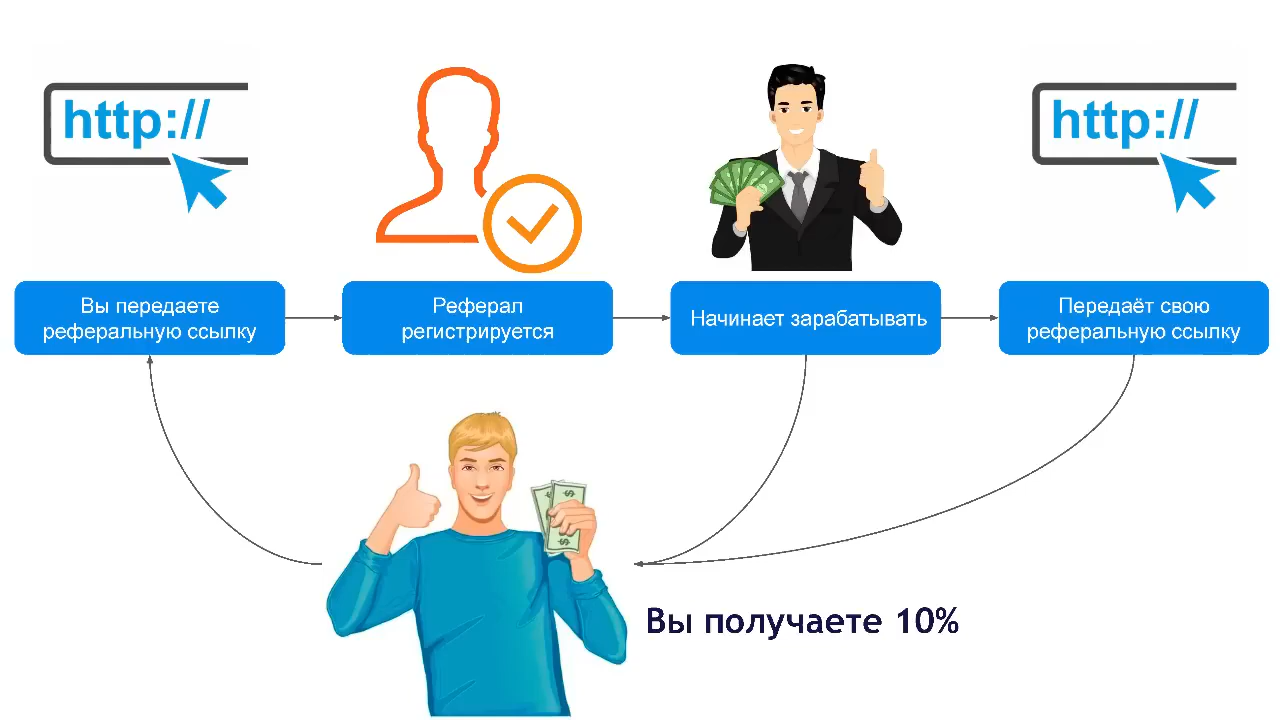 http://
http://
Вы передаете
реферальную ссылку
Реферал
регистрируется
Начинает зарабатывать
Передаёт свою
реферальную ссылку
Вы получаете 10%